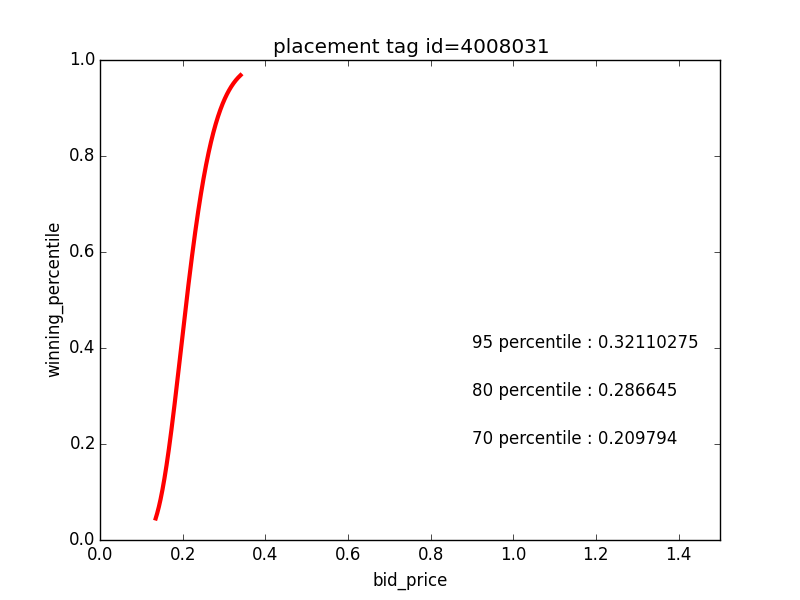 placement tag id=4008031
1.0
0.8
0.6
0.4
0.2
0.0
winning_percentile
95 percentile : 0.32110275
80 percentile : 0.286645
70 percentile : 0.209794
0.0 0.2 0.4 0.6 0.8 1.0 1.2 1.4
bid_price